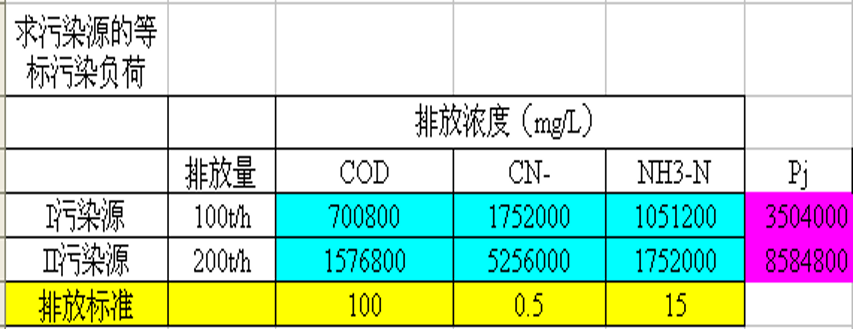 求污染源的等
标污染负荷
排放浓度（mg/L）
排放量 COD CN- NH3-N Pj
I污染源 100t/h 700800 1752000 1051200 3504000
II污染源 200t/h 1576800 5256000 1752000 8584800
排放标准 100 0.5 15